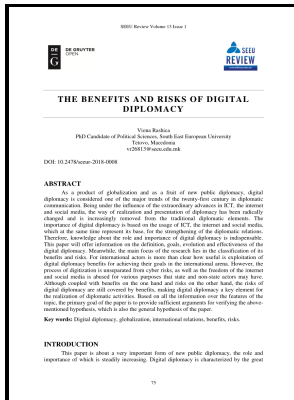 SEEU Review Volume 13 Issue 1
DE
G
DE GRUYTER
OPEN
SEEU
REVIEW
THE BENEFITS AND RISKS OF DIGITAL
DIPLOMACY
Viona Rashica
PhD Candidate of Political Sciences, South East European University
Tetovo, Macedonia
vr26813@seeu.edu.mk
DOI: 10.2478/seeur-2018-0008
ABSTRACT
As a product of globalization and as a fruit of new public diplomacy, digital
diplomacy is considered one of the major trends of the twenty-first century in diplomatic
communication. Being under the influence of the extraordinary advances in ICT, the internet
and social media, the way of realization and presentation of diplomacy has been radically
changed and is increasingly removed from the traditional diplomatic elements. The
importance of digital diplomacy is based on the usage of ICT, the internet and social media,
which at the same time represent its base, for the strengthening of the diplomatic relations.
Therefore, knowledge about the role and importance of digital diplomacy is indispensable.
This paper will offer information on the definition, goals, evolution and effectiveness of the
digital diplomacy. Meanwhile, the main focus of the research lies in the classification of its
benefits and risks. For international actors is more than clear how useful is exploitation of
digital diplomacy benefits for achieving their goals in the international arena. However, the
process of digitization is unseparated from cyber risks, as well as the freedom of the internet
and social media is abused for various purposes that state and non-state actors may have.
Although coupled with benefits on the one hand and risks on the other hand, the risks of
digital diplomacy are still covered by benefits, making digital diplomacy a key element for
the realization of diplomatic activities. Based on all the information over the features of the
topic, the primary goal of the paper is to provide sufficient arguments for verifying the above-
mentioned hypothesis, which is also the general hypothesis of the paper.
Key words: Digital diplomacy, globalization, international relations, benefits, risks.
INTRODUCTION
This paper is about a very important form of new public diplomacy, the role and
importance of which is steadily increasing. Digital diplomacy is characterized by the great
75